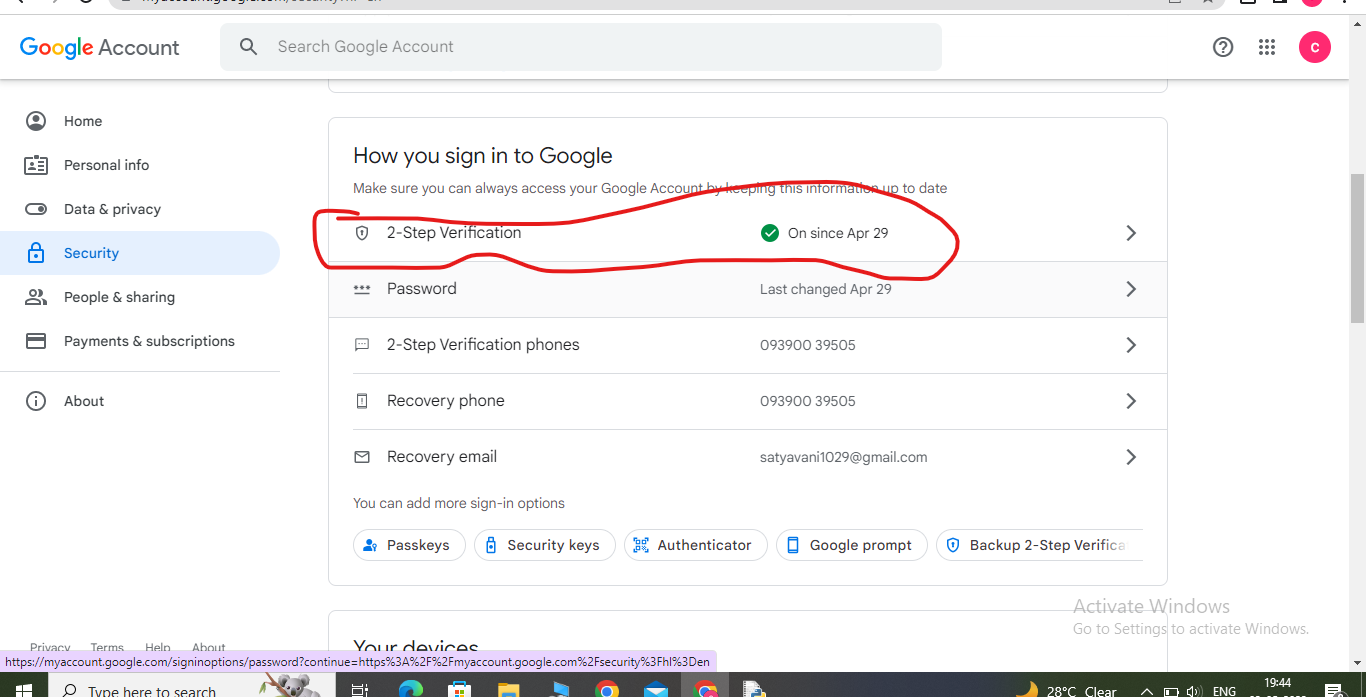 Google Account
Search Google Account
C
Home
Personal info
Data & privacy
Security
People & sharing
Payments & subscriptions
About
How you sign in to Google
Make sure you can always access your Google Account by keeping this information up to date
2-Step Verification
On since Apr 29
Password
Last changed Apr 29
2-Step Verification phones
093900 39505
Recovery phone
093900 39505
Recovery email
satyavani1029@gmail.com
You can add more sign-in options
Passkeys
Security keys
Authenticator
Google prompt
Backup 2-Step Verifica
Your devices
Activate Windows
Go to Settings to activate Windows.
Privacy Terms Help About
https://myaccount.google.com/signinoptions/password?continue=https%3A%2F%2Fmyaccount.google.com%2Fsecurity%3Fhl%3Den
Type here to search
28°C Clear
ENG
19:44